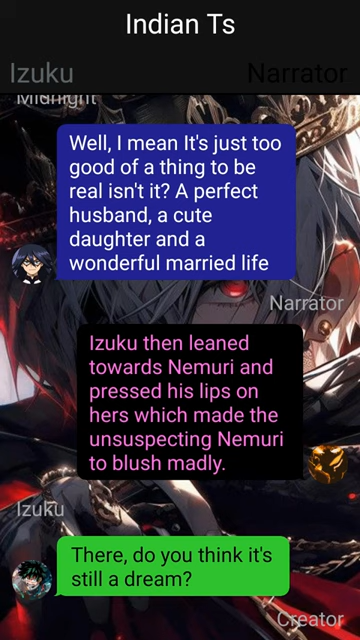 Indian Ts
Izuku
Narrator
Midnight
Well, I mean It's just too
good of a thing to be
real isn't it? A perfect
husband, a cute
daughter and a
wonderful married life
Narrator
Izuku then leaned
towards Nemuri and
pressed his lips on
hers which made the
unsuspecting Nemuri
to blush madly.
Izuku
There, do you think it's
still a dream?
Creator